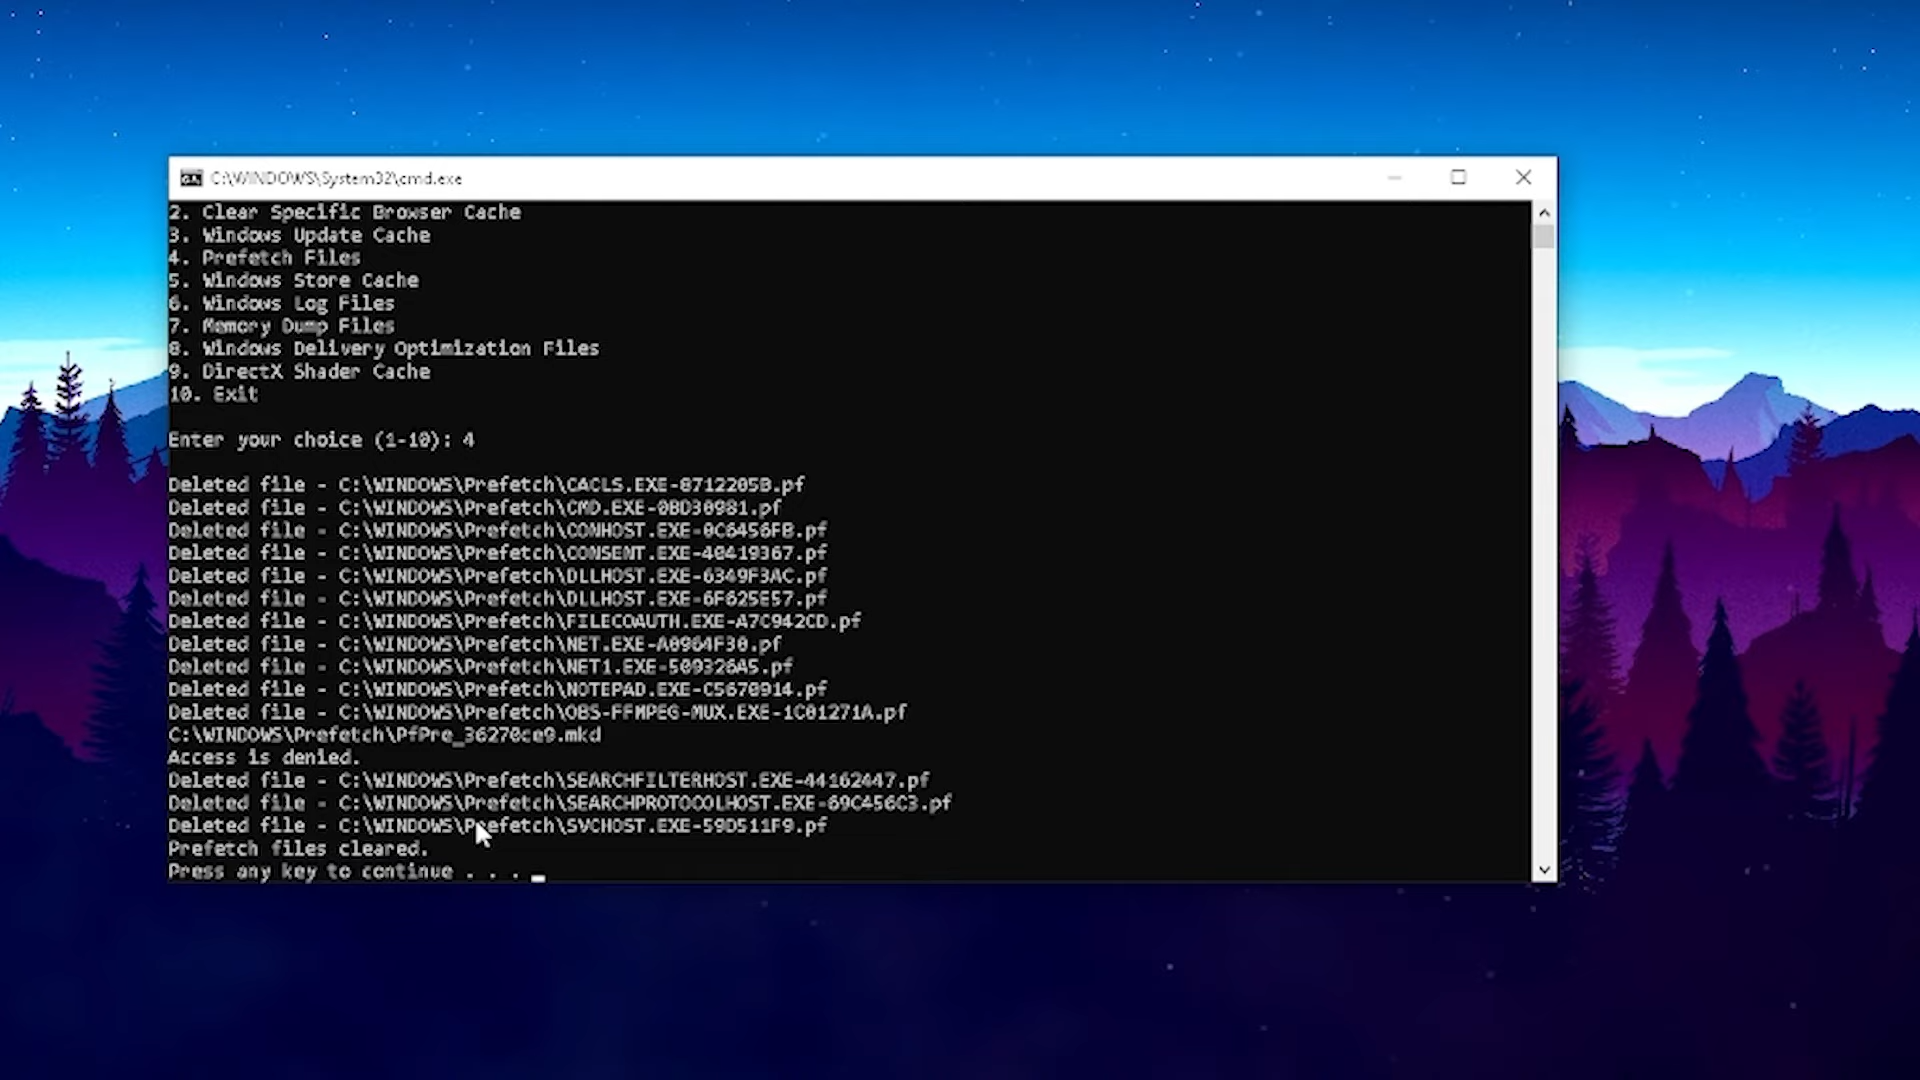 C:\WINDOWS\System32\cmd.exe
2. Clear Specific Browser Cache
3. Windows Update Cache
4. Prefetch Files
5. Windows Store Cache
6. Windows Log Files
7. Memory Dump Files
8. Windows Delivery Optimization Files
9. DirectX Shader Cache
10. Exit
Enter your choice (1-10): 4
Deleted file - C:\WINDOWS\Prefetch\CACLS.EXE-8712205B.pf
Deleted file - C:\WINDOWS\Prefetch\CMD.EXE-0BD30981.pf
Deleted file - C:\WINDOWS\Prefetch\CONHOST.EXE-0C6456FB.pf
Deleted file - C:\WINDOWS\Prefetch\CONSENT.EXE-40419367.pf
Deleted file - C:\WINDOWS\Prefetch\DLLHOST.EXE-6349F3AC.pf
Deleted file - C:\WINDOWS\Prefetch\DLLHOST.EXE-6F625E57.pf
Deleted file - C:\WINDOWS\Prefetch\FILECOAUTH.EXE-A7C942CD.pf
Deleted file - C:\WINDOWS\Prefetch\NET.EXE-A0964F30.pf
Deleted file - C:\WINDOWS\Prefetch\NET1.EXE-509326A5.pf
Deleted file - C:\WINDOWS\Prefetch\NOTEPAD.EXE-C5670914.pf
Deleted file - C:\WINDOWS\Prefetch\OBS-FFMPEG-MUX.EXE-1C01271A.pf
C:\WINDOWS\Prefetch\PfPre_36270ce9.mkd
Access is denied.
Deleted file - C:\WINDOWS\Prefetch\SEARCHFILTERHOST.EXE-44162447.pf
Deleted file - C:\WINDOWS\Prefetch\SEARCHPROTOCOLHOST.EXE-69C456C3.pf
Deleted file - C:\WINDOWS\Prefetch\SVCHOST.EXE-59D511F9.pf
Prefetch files cleared.
Press any key to continue . . .